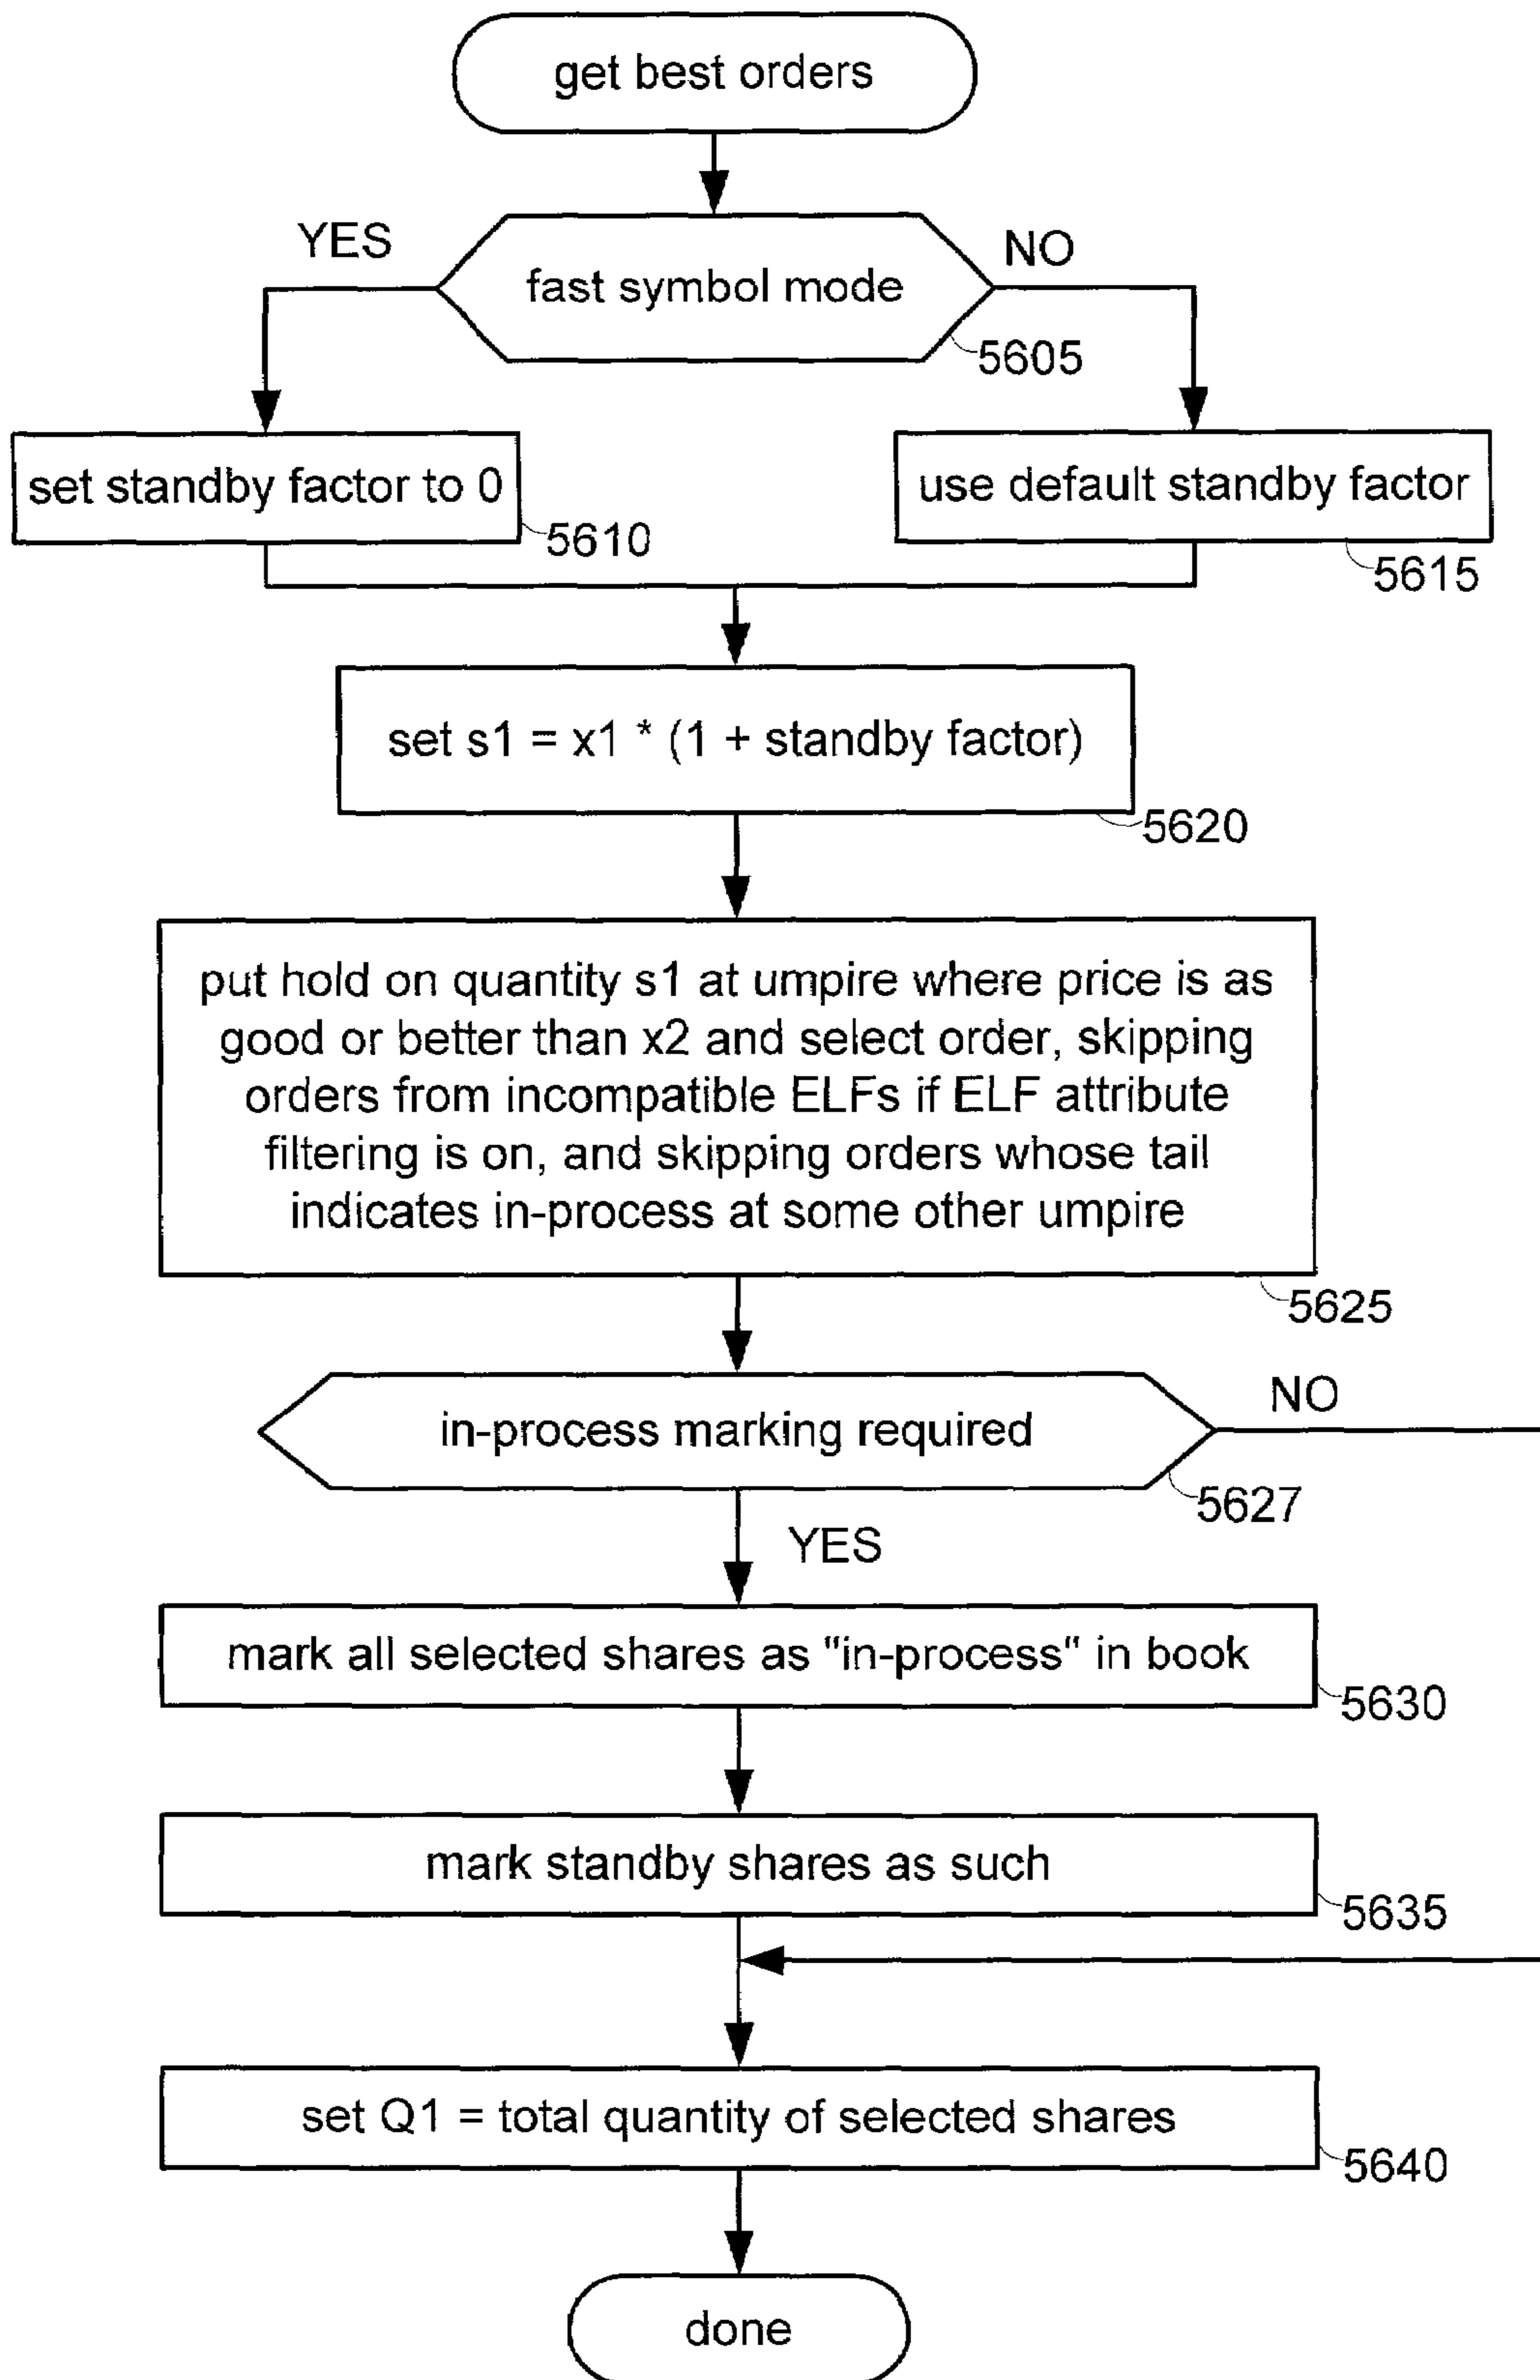 get best orders
YES
NO
fast symbol mode
5605
set standby factor to 0
5610
use default standby factor
5615
set s1 = x1 * (1 + standby factor)
5620
put hold on quantity s1 at umpire where price is as
good or better than x2 and select order, skipping
orders from incompatible ELFs if ELF attribute
filtering is on, and skipping orders whose tail
indicates in-process at some other umpire
5625
NO
in-process marking required
5627
YES
mark all selected shares as "in-process" in book
5630
mark standby shares as such
5635
set Q1 = total quantity of selected shares
5640
done